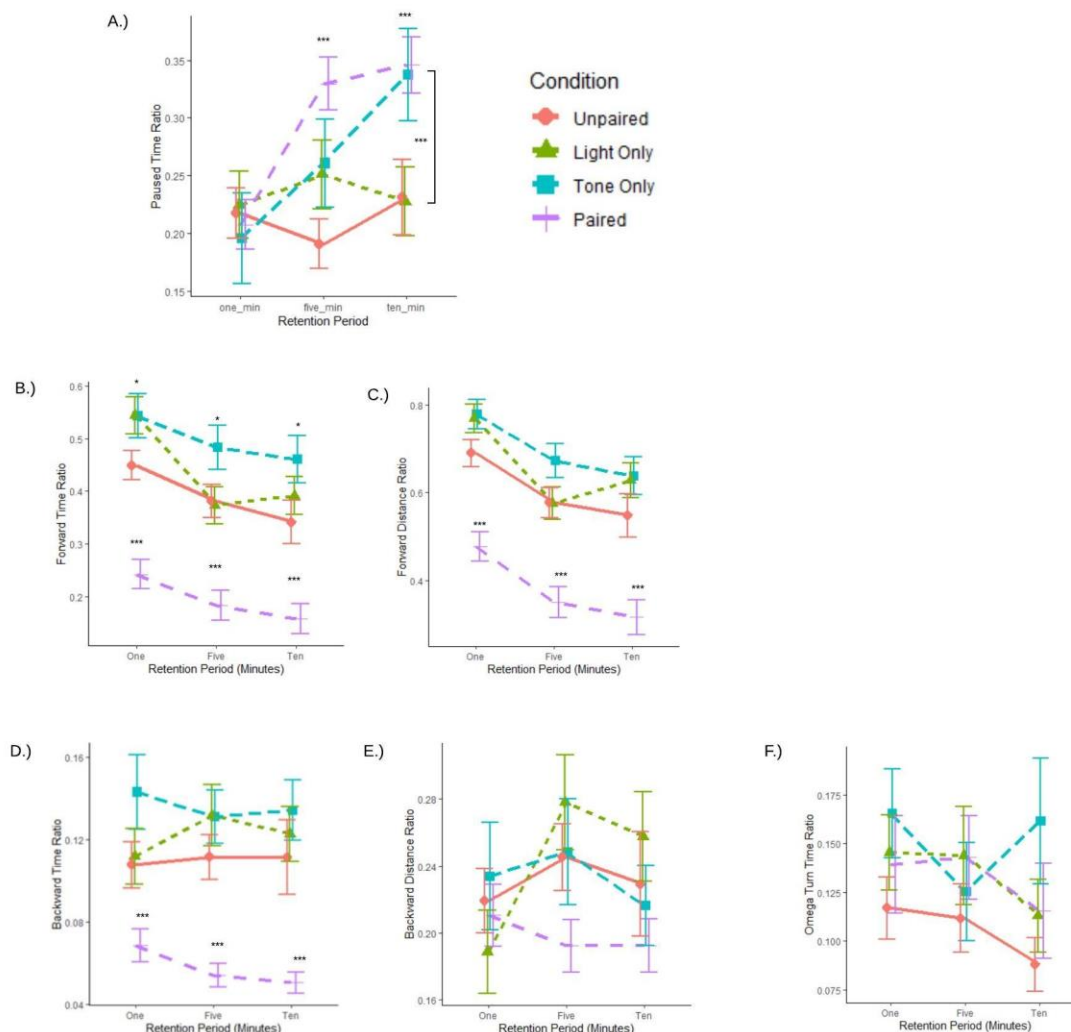 A.)
***
***
***
0.35
0.30
0.25
0.20
0.15
Paused Time Ratio
one_min five_min ten_min
Retention Period
Condition
Unpaired
Light Only
Tone Only
Paired
B.)
*
*
*
***
***
***
0.6
0.5
0.4
0.3
0.2
Forward Time Ratio
One Five Ten
Retention Period (Minutes)
C.)
***
***
***
0.8
0.6
0.4
Forward Distance Ratio
One Five Ten
Retention Period (Minutes)
D.)
***
***
***
0.16
0.12
0.08
0.04
Backward Time Ratio
One Five Ten
Retention Period (Minutes)
E.)
0.28
0.24
0.20
0.16
Backward Distance Ratio
One Five Ten
Retention Period (Minutes)
F.)
0.175
0.150
0.125
0.100
0.075
Omega Turn Time Ratio
One Five Ten
Retention Period (Minutes)